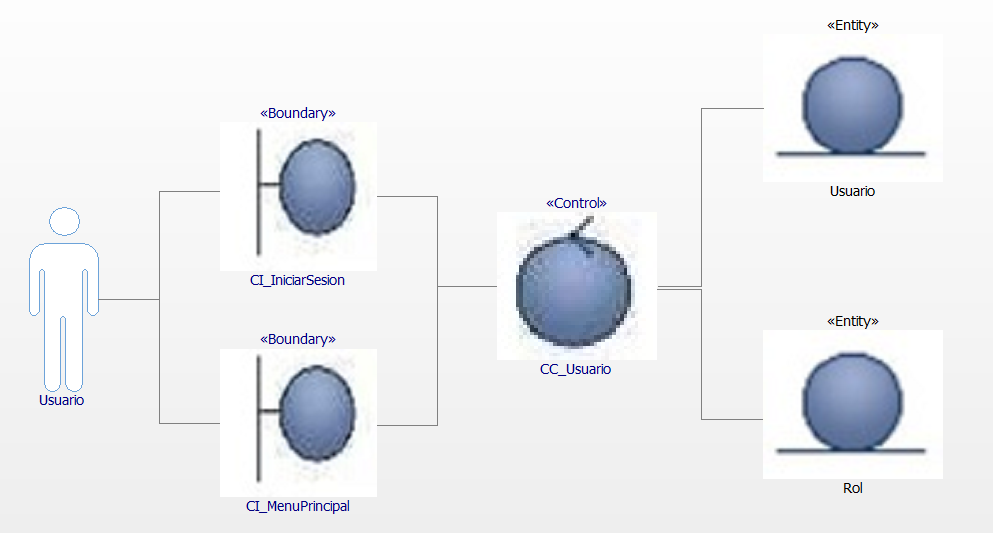 «Entity»
Usuario
«Boundary»
CI_IniciarSesion
«Control»
CC_Usuario
Usuario
«Boundary»
CI_MenuPrincipal
«Entity»
Rol